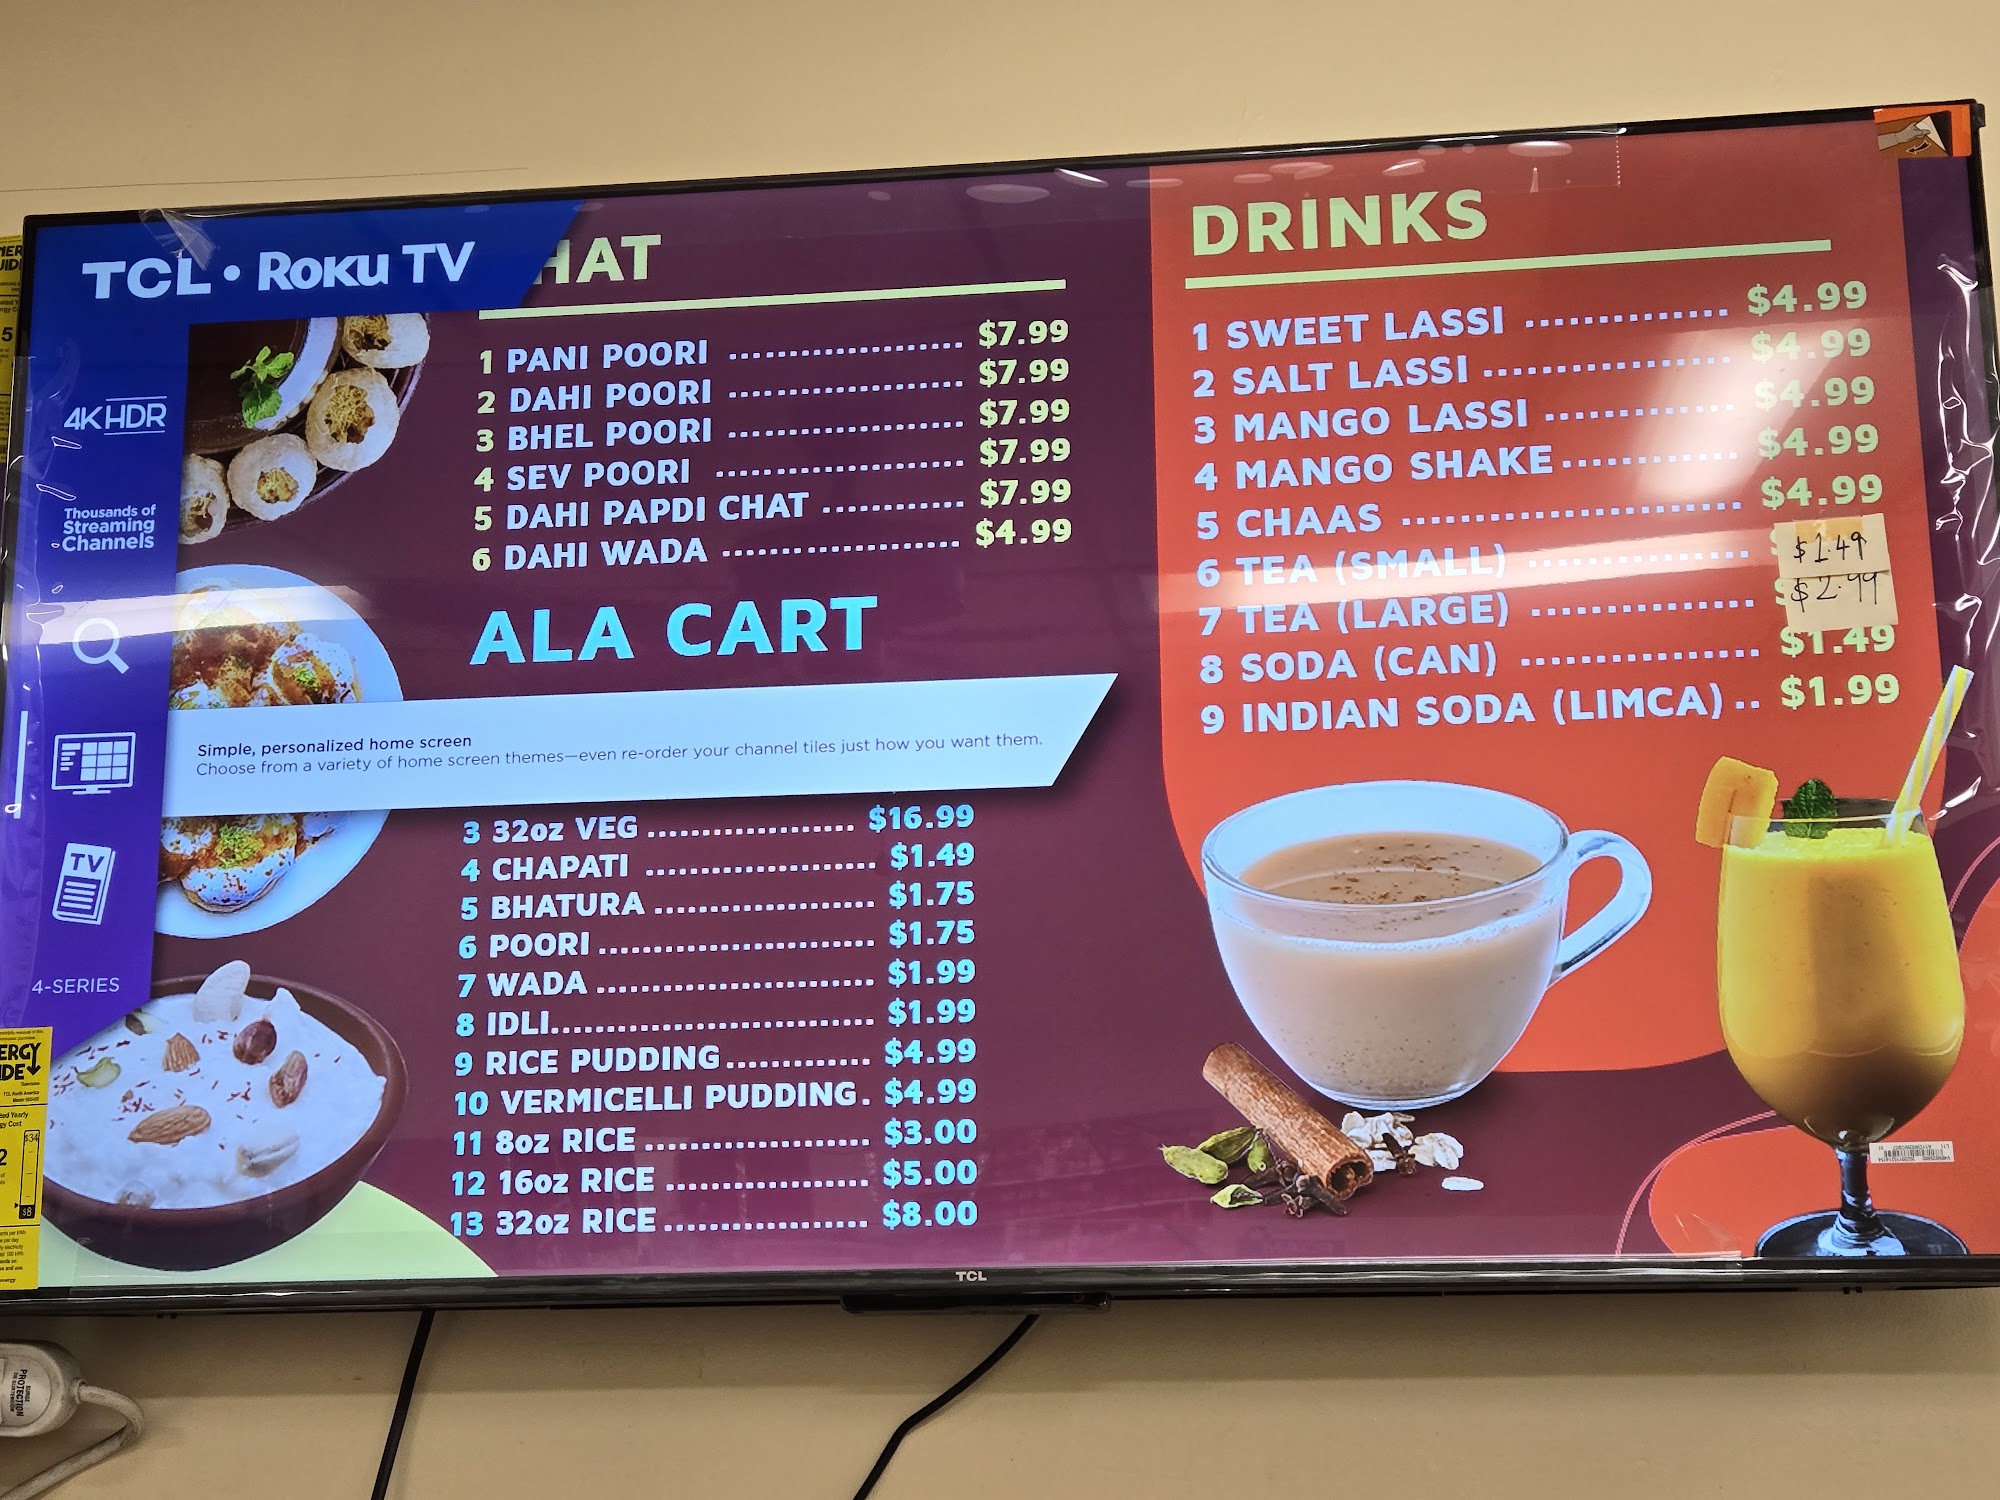 TCL • Roku TV
4K HDR
Thousands of
Streaming
Channels
TV
4-SERIES
HAT
1 PANI POORI ..................... $7.99
2 DAHI POORI ..................... $7.99
3 BHEL POORI ..................... $7.99
4 SEV POORI ...................... $7.99
5 DAHI PAPDI CHAT ............. $7.99
6 DAHI WADA ..................... $4.99
ALA CART
Simple, personalized home screen
Choose from a variety of home screen themes—even re-order your channel tiles just how you want them.
3 32oz VEG ................... $16.99
4 CHAPATI ..................... $1.49
5 BHATURA .................... $1.75
6 POORI ......................... $1.75
7 WADA ......................... $1.99
8 IDLI............................. $1.99
9 RICE PUDDING ............. $4.99
10 VERMICELLI PUDDING . $4.99
11 8oz RICE ..................... $3.00
12 16oz RICE ................... $5.00
13 32oz RICE ................... $8.00
DRINKS
1 SWEET LASSI ............... $4.99
2 SALT LASSI .................. $4.99
3 MANGO LASSI .............. $4.99
4 MANGO SHAKE ............ $4.99
5 CHAAS ........................ $4.99
6 TEA (SMALL) ................ $1.49
7 TEA (LARGE) ................ $2.99
8 SODA (CAN) ................. $1.49
9 INDIAN SODA (LIMCA) .. $1.99
TCL
ERGY
$34
$8
SURGE
PROTECTION